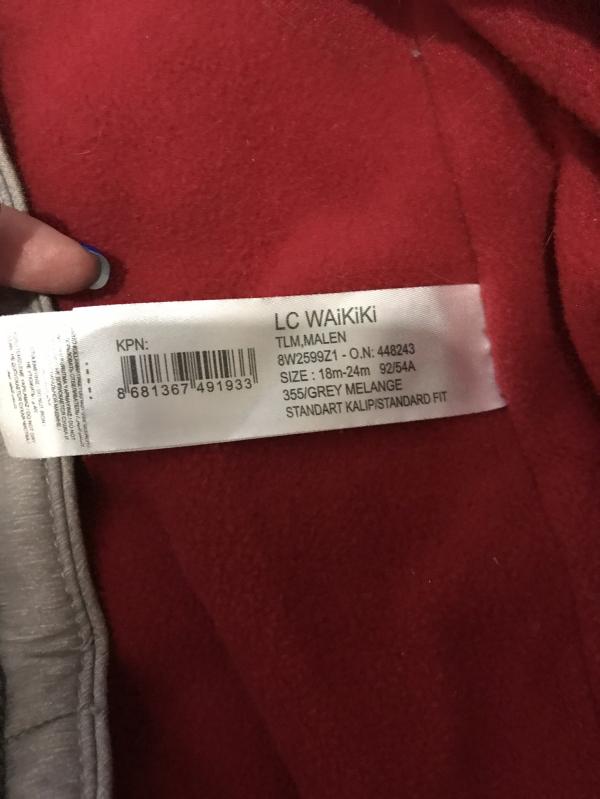 KPN:
8 681367 491933
LC WAiKiKi
TLM,MALEN
8W2599Z1 - O.N: 448243
SIZE : 18m-24m 92/54A
355/GREY MELANGE
STANDART KALIP/STANDARD FIT